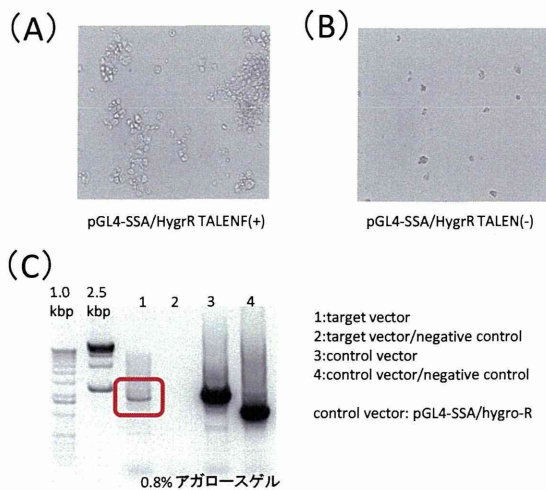 (A)
(B)
pGL4-SSA/HygrR TALENF(+)
pGL4-SSA/HygrR TALEN(-)
(C)
1.0 kbp
2.5 kbp
1
2
3
4
1:target vector
2:target vector/negative control
3:control vector
4:control vector/negative control
control vector: pGL4-SSA/hygro-R
0.8% アガロースゲル